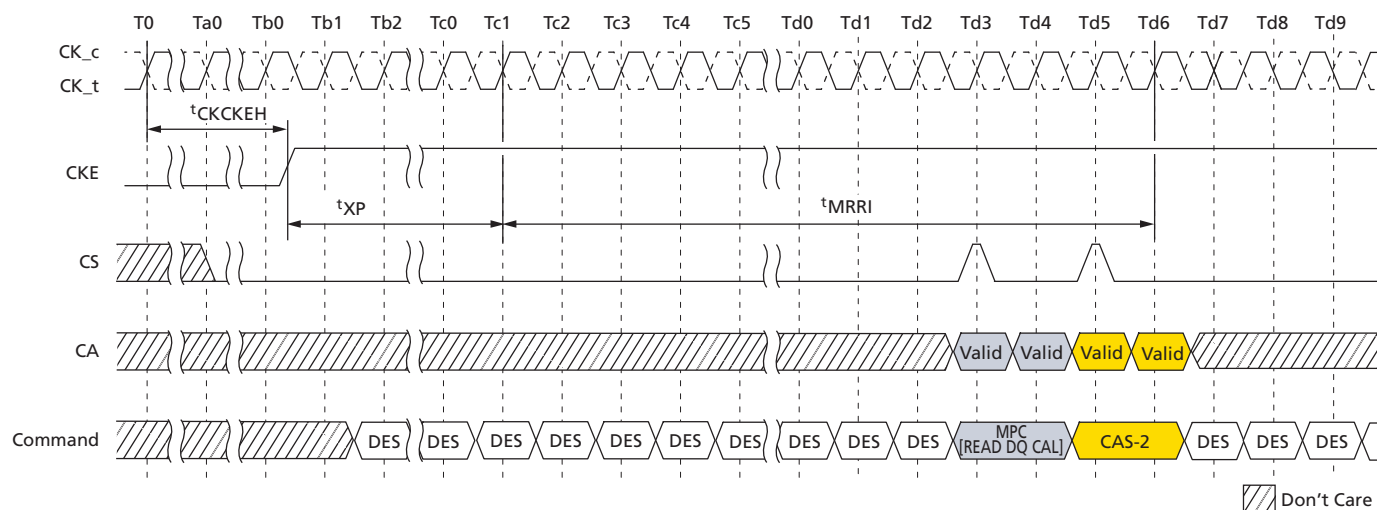 T0 Ta0 Tb0 Tb1 Tb2 Tc0 Tc1 Tc2 Tc3 Tc4 Tc5 Td0 Td1 Td2 Td3 Td4 Td5 Td6 Td7 Td8 Td9
CK_c
CK_t
tCKCKEH
CKE
tXP tMRRI
CS
CA Valid Valid Valid Valid
Command DES DES DES DES DES DES DES DES DES DES MPC [READ DQ CAL] CAS-2 DES DES DES
Don't Care